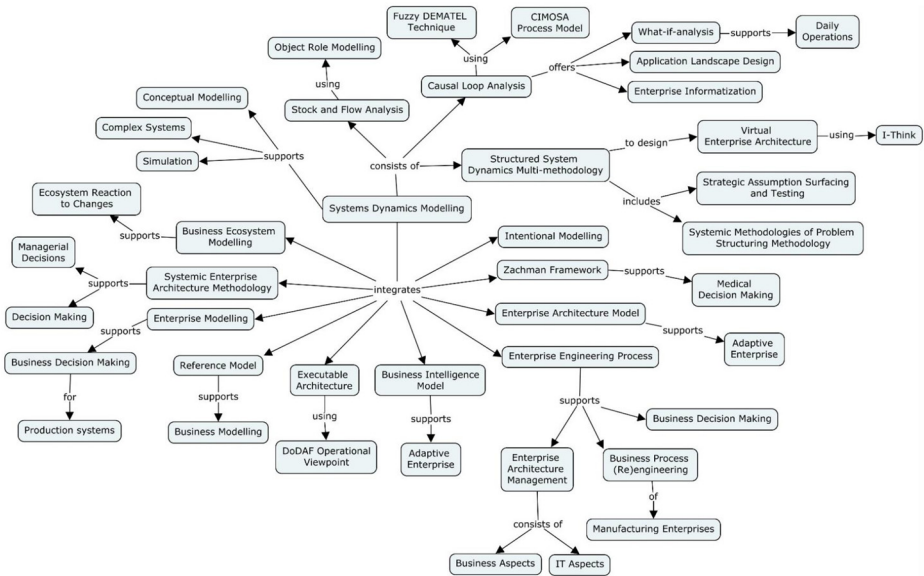 Fuzzy DEMATEL
Technique
CIMOSA
Process Model
What-if-analysis
supports
Daily
Operations
Object Role Modelling
using
offers
Application Landscape Design
using
Causal Loop Analysis
Enterprise Informatization
Conceptual Modelling
Stock and Flow Analysis
Complex Systems
to design
Virtual
Enterprise Architecture
using
I-Think
supports
Simulation
consists of
Structured System
Dynamics Multi-methodology
Strategic Assumption Surfacing
and Testing
includes
Ecosystem Reaction
to Changes
Systems Dynamics Modelling
Systemic Methodologies of Problem
Structuring Methodology
supports
Business Ecosystem
Modelling
Intentional Modelling
Managerial
Decisions
Zachman Framework
supports
Medical
Decision Making
supports
Systemic Enterprise
Architecture Methodology
integrates
Decision Making
Enterprise Modelling
Enterprise Architecture Model
supports
supports
Adaptive
Enterprise
Business Decision Making
Reference Model
Executable
Architecture
Business Intelligence
Model
Enterprise Engineering Process
for
supports
using
supports
supports
Production systems
Business Modelling
DoDAF Operational
Viewpoint
Adaptive
Enterprise
Business Decision Making
Enterprise
Architecture
Management
Business Process
(Re)engineering
of
consists of
Manufacturing Enterprises
Business Aspects
IT Aspects